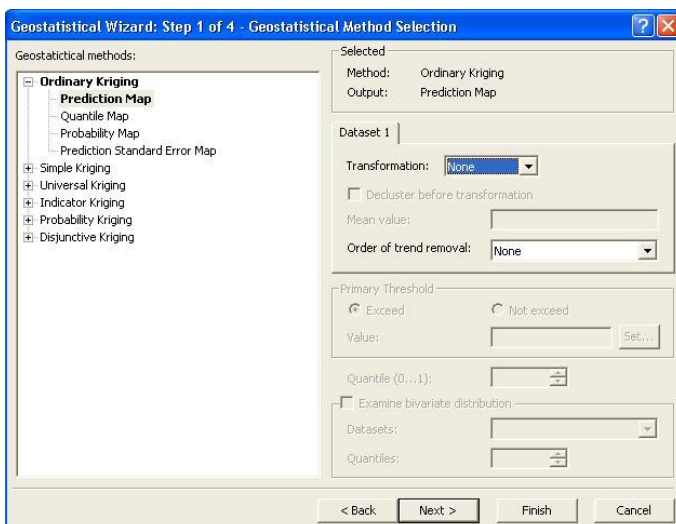 Geostatistical Wizard: Step 1 of 4 - Geostatistical Method Selection
Geostatictical methods:
Ordinary Kriging
Prediction Map
Quantile Map
Probability Map
Prediction Standard Error Map
Simple Kriging
Universal Kriging
Indicator Kriging
Probability Kriging
Disjunctive Kriging
Selected
Method: Ordinary Kriging
Output: Prediction Map
Dataset 1
Transformation: None
Decluster before transformation
Mean value:
Order of trend removal: None
Primary Threshold
Exceed Not exceed
Value: Set...
Quantile (0...1):
Examine bivariate distribution
Datasets:
Quantiles:
< Back Next > Finish Cancel